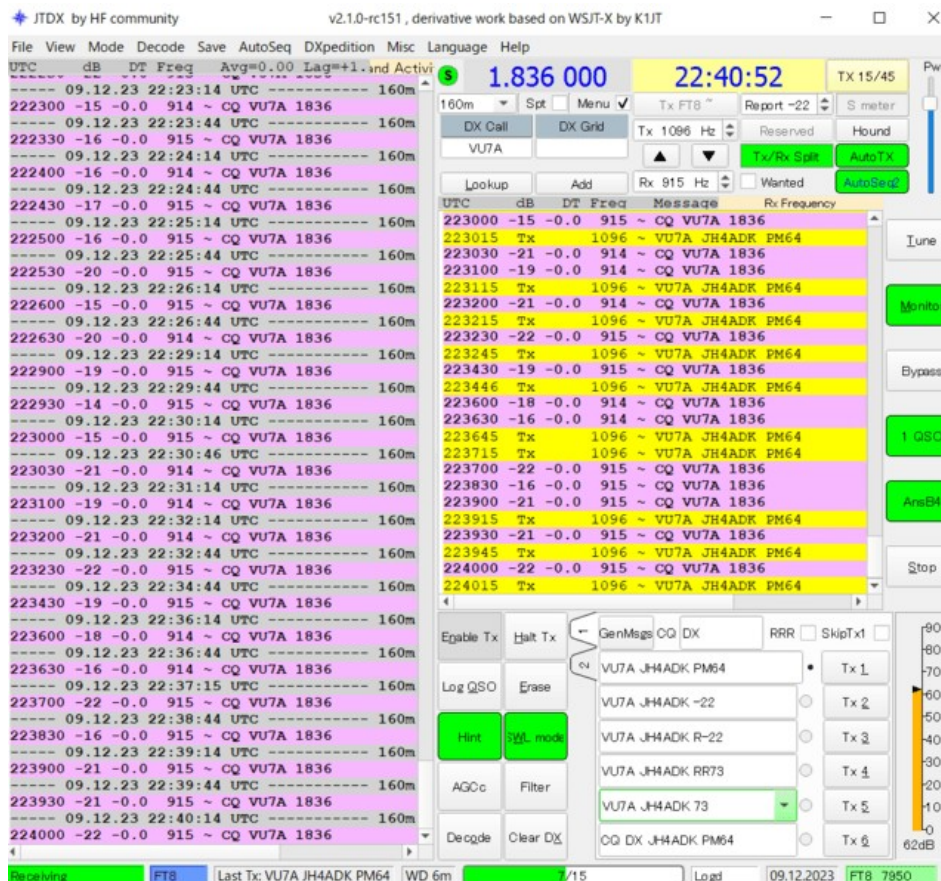 JTDX by HF community v2.1.0-rc151 , derivative work based on WSJT-X by K1JT
File View Mode Decode Save AutoSeq DXpedition Misc Language Help
UTC dB DT Freq Avg=0.00 Lag=+1. and Activi
----- 09.12.23 22:23:14 UTC ----------- 160m
222300 -15 -0.0 914 ~ CQ VU7A 1836
----- 09.12.23 22:23:44 UTC ----------- 160m
222330 -16 -0.0 915 ~ CQ VU7A 1836
----- 09.12.23 22:24:14 UTC ----------- 160m
222400 -16 -0.0 914 ~ CQ VU7A 1836
----- 09.12.23 22:24:44 UTC ----------- 160m
222430 -17 -0.0 915 ~ CQ VU7A 1836
----- 09.12.23 22:25:14 UTC ----------- 160m
222500 -16 -0.0 915 ~ CQ VU7A 1836
----- 09.12.23 22:25:44 UTC ----------- 160m
222530 -20 -0.0 915 ~ CQ VU7A 1836
----- 09.12.23 22:26:14 UTC ----------- 160m
222600 -15 -0.0 915 ~ CQ VU7A 1836
----- 09.12.23 22:26:44 UTC ----------- 160m
222630 -20 -0.0 914 ~ CQ VU7A 1836
----- 09.12.23 22:29:14 UTC ----------- 160m
222900 -19 -0.0 915 ~ CQ VU7A 1836
----- 09.12.23 22:29:44 UTC ----------- 160m
222930 -14 -0.0 915 ~ CQ VU7A 1836
----- 09.12.23 22:30:14 UTC ----------- 160m
223000 -15 -0.0 915 ~ CQ VU7A 1836
----- 09.12.23 22:30:46 UTC ----------- 160m
223030 -21 -0.0 914 ~ CQ VU7A 1836
----- 09.12.23 22:31:14 UTC ----------- 160m
223100 -19 -0.0 914 ~ CQ VU7A 1836
----- 09.12.23 22:32:14 UTC ----------- 160m
223200 -21 -0.0 914 ~ CQ VU7A 1836
----- 09.12.23 22:32:44 UTC ----------- 160m
223230 -22 -0.0 915 ~ CQ VU7A 1836
----- 09.12.23 22:34:44 UTC ----------- 160m
223430 -19 -0.0 915 ~ CQ VU7A 1836
----- 09.12.23 22:36:14 UTC ----------- 160m
223600 -18 -0.0 914 ~ CQ VU7A 1836
----- 09.12.23 22:36:44 UTC ----------- 160m
223630 -16 -0.0 914 ~ CQ VU7A 1836
----- 09.12.23 22:37:15 UTC ----------- 160m
223700 -22 -0.0 915 ~ CQ VU7A 1836
----- 09.12.23 22:38:44 UTC ----------- 160m
223830 -16 -0.0 915 ~ CQ VU7A 1836
----- 09.12.23 22:39:14 UTC ----------- 160m
223900 -21 -0.0 915 ~ CQ VU7A 1836
----- 09.12.23 22:39:44 UTC ----------- 160m
223930 -21 -0.0 915 ~ CQ VU7A 1836
----- 09.12.23 22:40:14 UTC ----------- 160m
224000 -22 -0.0 915 ~ CQ VU7A 1836
S 1.836 000 22:40:52 TX 15/45 Pw
160m Spt Menu Tx FT8 ~ Report -22 S meter
DX Call DX Grid Tx 1096 Hz Reserved Hound
VU7A Tx/Rx Split AutoTX
Lookup Add Rx 915 Hz Wanted AutoSeq2
UTC dB DT Freq Message Rx Frequency
223000 -15 -0.0 915 ~ CQ VU7A 1836
223015 Tx 1096 ~ VU7A JH4ADK PM64
223030 -21 -0.0 914 ~ CQ VU7A 1836
223100 -19 -0.0 914 ~ CQ VU7A 1836
223115 Tx 1096 ~ VU7A JH4ADK PM64
223200 -21 -0.0 914 ~ CQ VU7A 1836
223215 Tx 1096 ~ VU7A JH4ADK PM64
223230 -22 -0.0 915 ~ CQ VU7A 1836
223245 Tx 1096 ~ VU7A JH4ADK PM64
223430 -19 -0.0 915 ~ CQ VU7A 1836
223446 Tx 1096 ~ VU7A JH4ADK PM64
223600 -18 -0.0 914 ~ CQ VU7A 1836
223630 -16 -0.0 914 ~ CQ VU7A 1836
223645 Tx 1096 ~ VU7A JH4ADK PM64
223715 Tx 1096 ~ VU7A JH4ADK PM64
223700 -22 -0.0 915 ~ CQ VU7A 1836
223830 -16 -0.0 915 ~ CQ VU7A 1836
223900 -21 -0.0 915 ~ CQ VU7A 1836
223915 Tx 1096 ~ VU7A JH4ADK PM64
223930 -21 -0.0 915 ~ CQ VU7A 1836
223945 Tx 1096 ~ VU7A JH4ADK PM64
224000 -22 -0.0 915 ~ CQ VU7A 1836
224015 Tx 1096 ~ VU7A JH4ADK PM64
Tune
Monito
Bypass
1 QSO
AnsB4
Stop
Enable Tx Halt Tx 1 GenMsgs CQ DX RRR SkipTx1
2 VU7A JH4ADK PM64 Tx 1
Log QSO Erase VU7A JH4ADK -22 Tx 2
Hint SWL mode VU7A JH4ADK R-22 Tx 3
VU7A JH4ADK RR73 Tx 4
AGCc Filter VU7A JH4ADK 73 Tx 5
Decode Clear DX CQ DX JH4ADK PM64 Tx 6
90
80
70
60
50
40
30
20
10
0
62dB
Receiving FT8 Last Tx: VU7A JH4ADK PM64 WD 6m 7/15 Logd 09.12.2023 FT8 7950